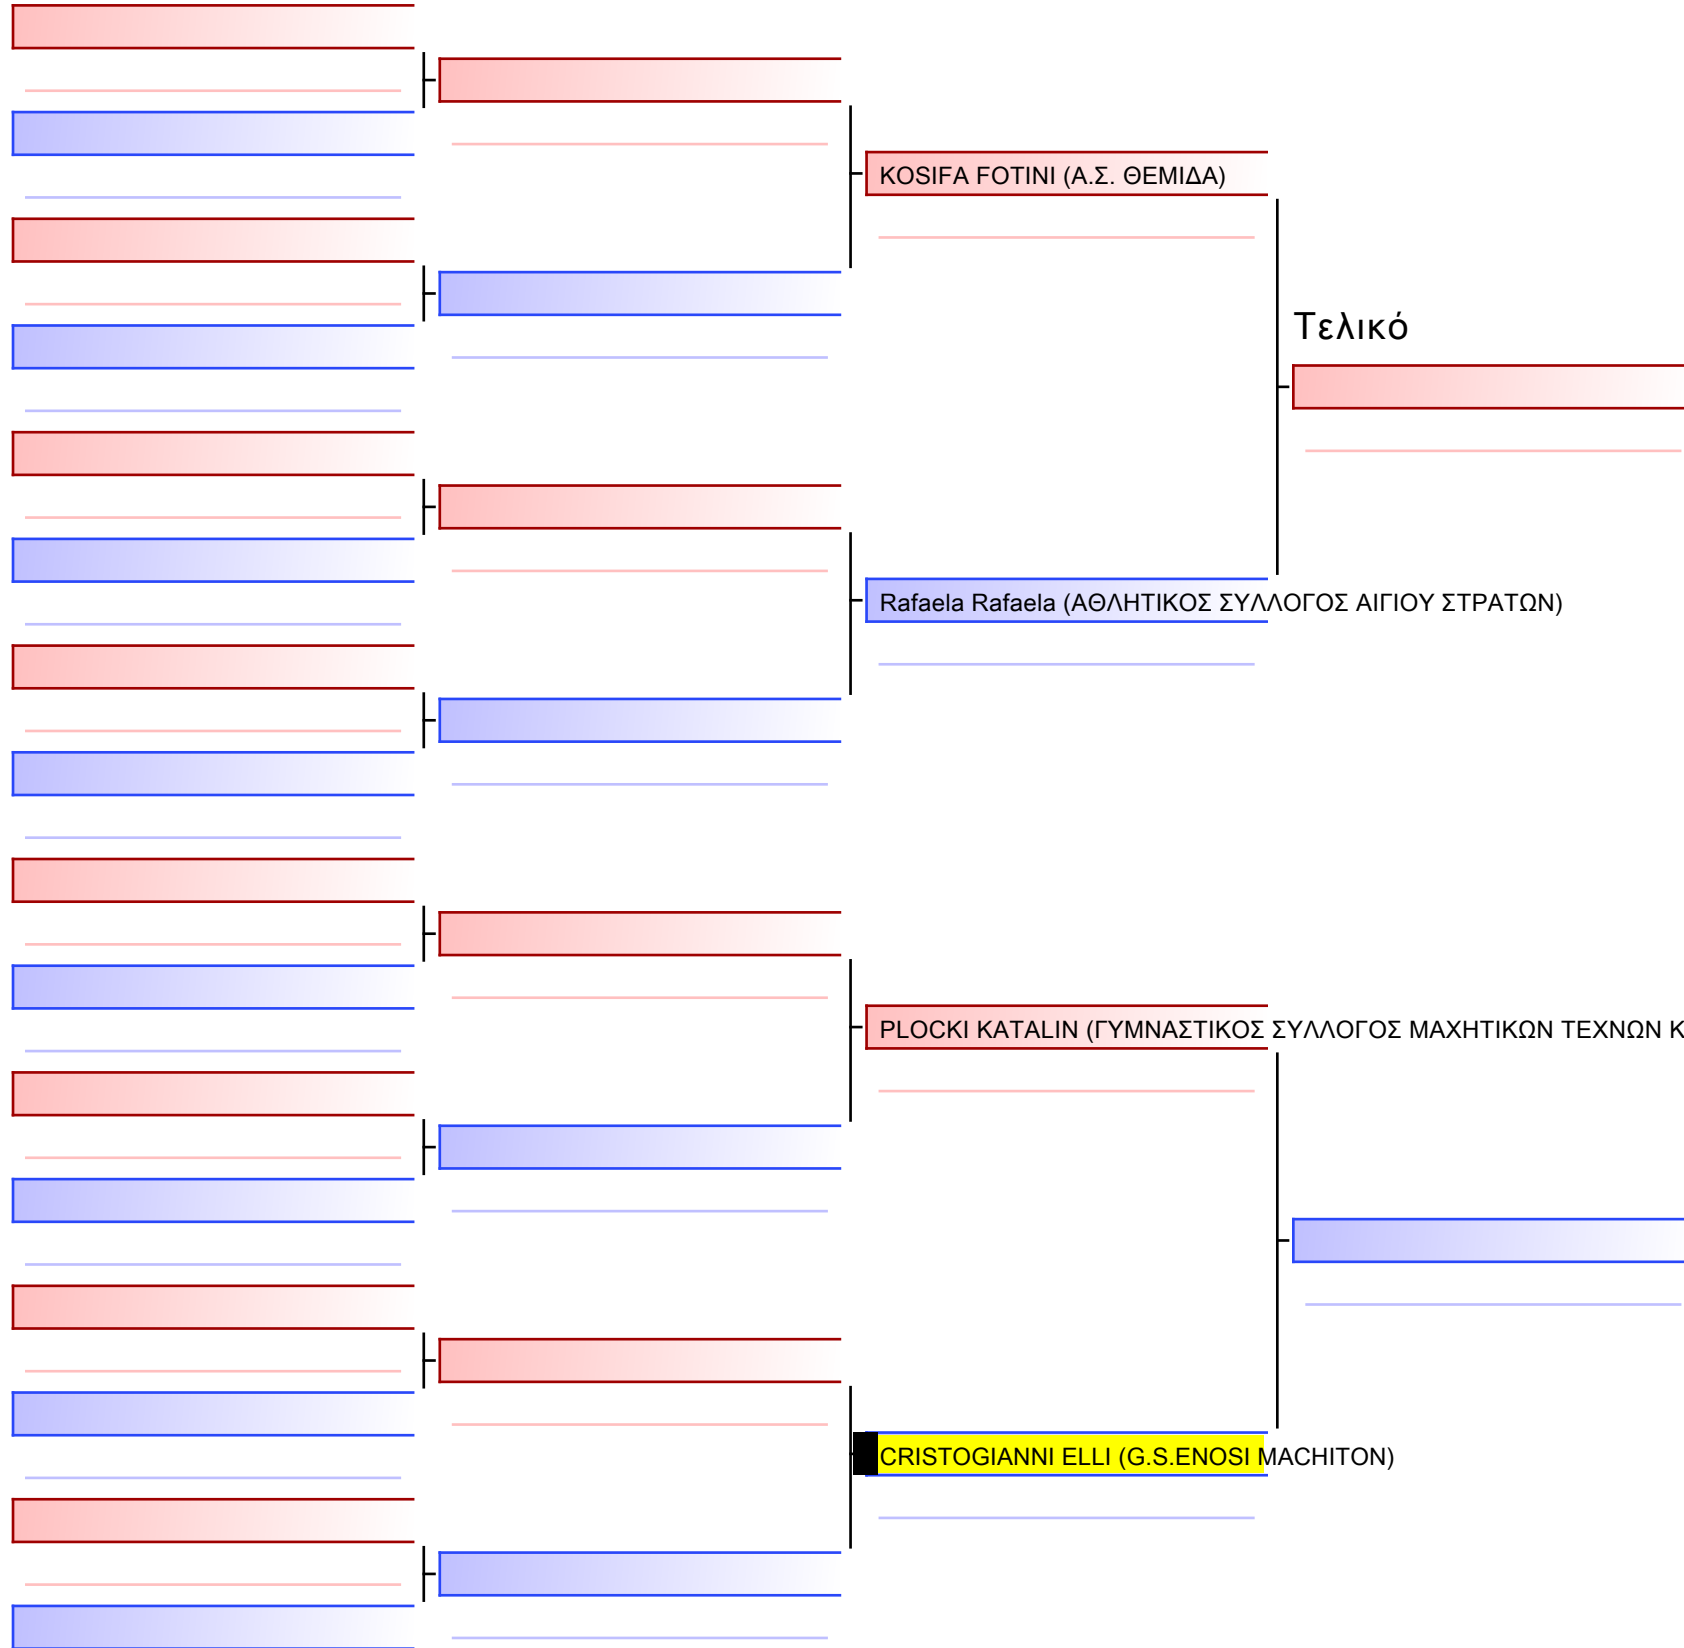 KOSIFA FOTINI (Α.Σ. ΘΕΜΙΔΑ)
Τελικό
Rafaela Rafaela (ΑΘΛΗΤΙΚΟΣ ΣΥΛΛΟΓΟΣ ΑΙΓΙΟΥ ΣΤΡΑΤΩΝ)
PLOCKI KATALIN (ΓΥΜΝΑΣΤΙΚΟΣ ΣΥΛΛΟΓΟΣ ΜΑΧΗΤΙΚΩΝ ΤΕΧΝΩΝ Κ
CRISTOGIANNI ELLI (G.S.ENOSI MACHITON)